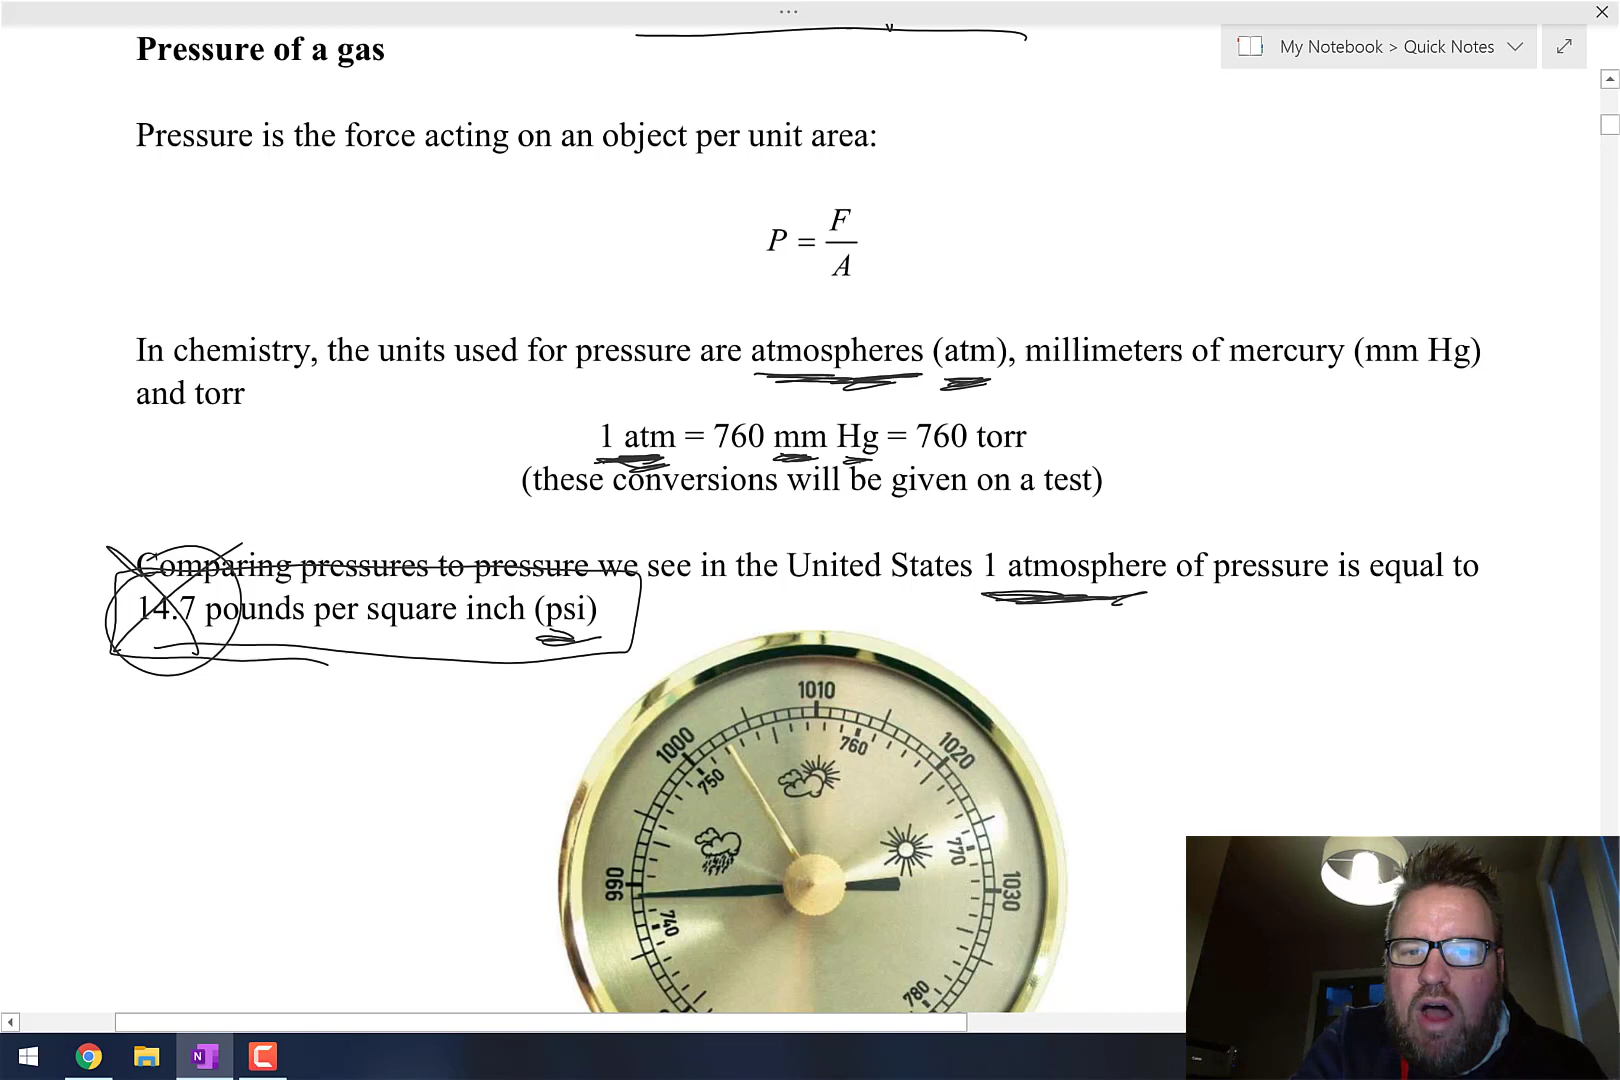 ...
My Notebook > Quick Notes
Pressure of a gas
Pressure is the force acting on an object per unit area:
P = F/A
In chemistry, the units used for pressure are atmospheres (atm), millimeters of mercury (mm Hg)
and torr
1 atm = 760 mm Hg = 760 torr
(these conversions will be given on a test)
Comparing pressures to pressure we see in the United States 1 atmosphere of pressure is equal to
14.7 pounds per square inch (psi)
1010
1000
1020
760
750
770
990
1030
740
780
N